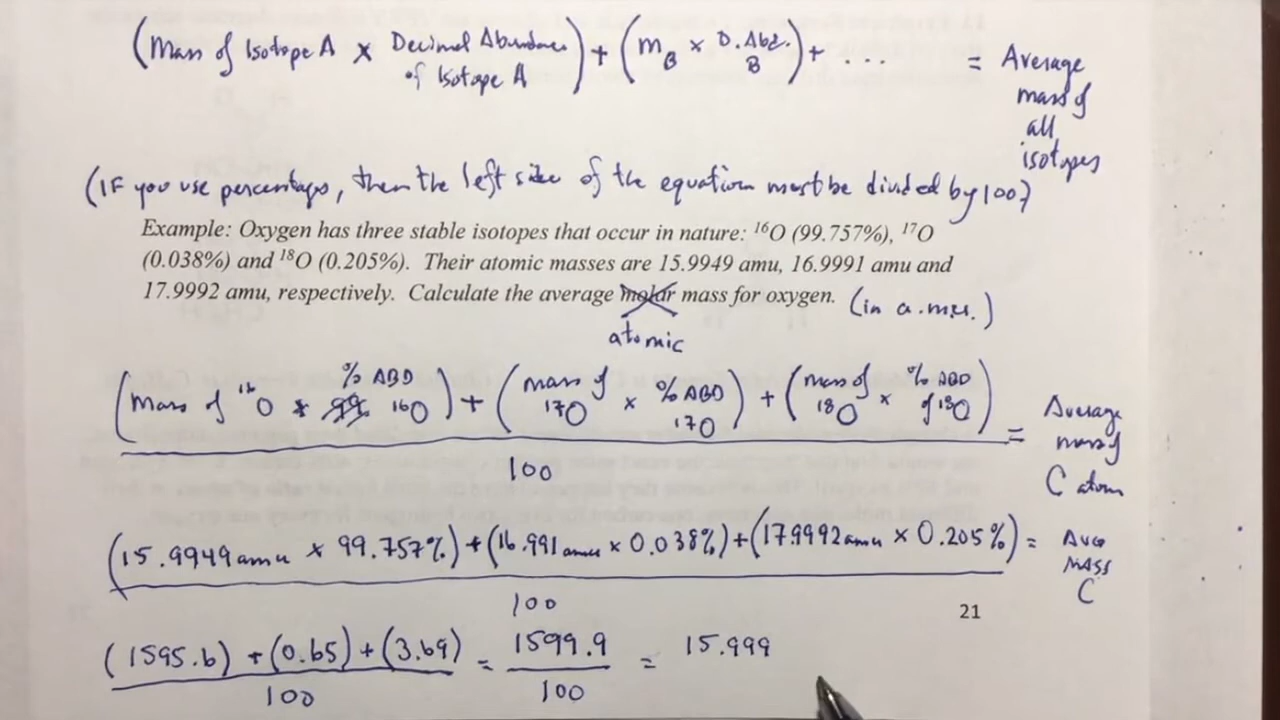 (Mass of Isotope A × Decimal Abundance of Isotope A) + (mB × D.Abd. B) + ... = Average mass of all isotopes
(IF you use percentages, then the left side of the equation must be divided by 100)
Example: Oxygen has three stable isotopes that occur in nature: ¹⁶O (99.757%), ¹⁷O
(0.038%) and ¹⁸O (0.205%). Their atomic masses are 15.9949 amu, 16.9991 amu and
17.9992 amu, respectively. Calculate the average molar mass for oxygen. (in a.m.u.)
atomic
(Mass of ¹⁶O × % ABD ¹⁶O) + (mass of ¹⁷O × % ABD ¹⁷O) + (mass of ¹⁸O × % ABD of ¹⁸O) = Average mass of C atom
100
(15.9949 amu × 99.757%) + (16.991 amu × 0.038%) + (17.9992 amu × 0.205%) = AVG MASS C
100
21
(1595.6) + (0.65) + (3.69) = 1599.9 = 15.999
100 100